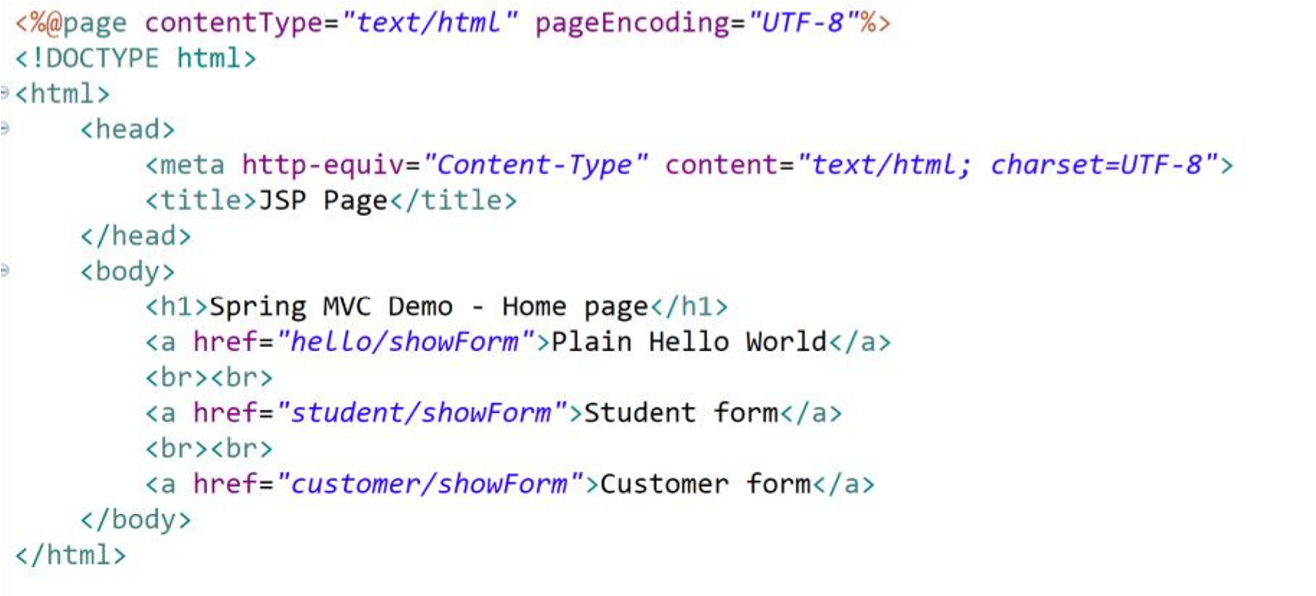 <%@page contentType="text/html" pageEncoding="UTF-8"%>
<!DOCTYPE html>
<html>
    <head>
        <meta http-equiv="Content-Type" content="text/html; charset=UTF-8">
        <title>JSP Page</title>
    </head>
    <body>
        <h1>Spring MVC Demo - Home page</h1>
        <a href="hello/showForm">Plain Hello World</a>
        <br><br>
        <a href="student/showForm">Student form</a>
        <br><br>
        <a href="customer/showForm">Customer form</a>
    </body>
</html>